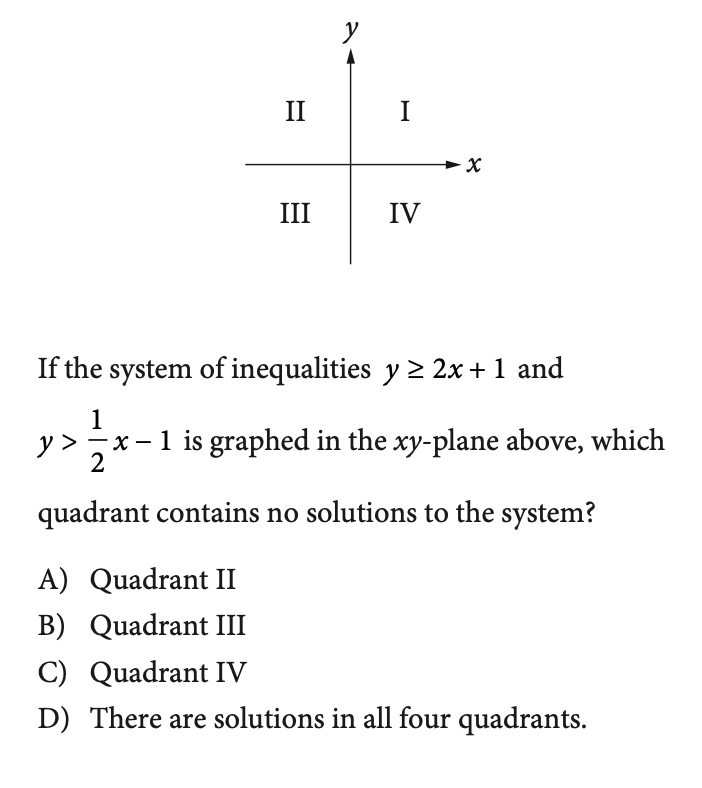 y
II I
x
III IV
If the system of inequalities y ≥ 2x + 1 and
y > 1/2 x − 1 is graphed in the xy-plane above, which
quadrant contains no solutions to the system?
A) Quadrant II
B) Quadrant III
C) Quadrant IV
D) There are solutions in all four quadrants.